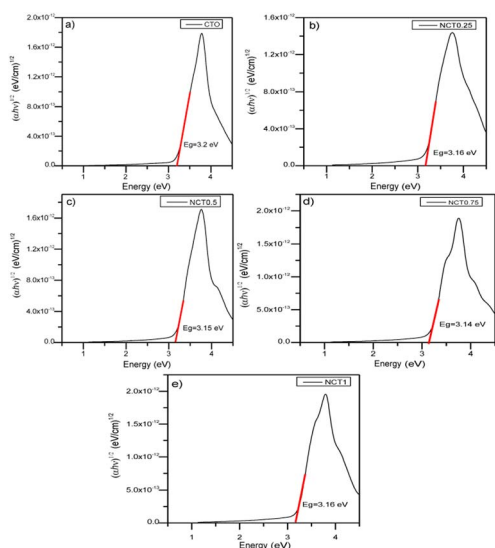 a)
CTO
2.0x10⁻¹²
1.6x10⁻¹²
1.2x10⁻¹²
8.0x10⁻¹³
4.0x10⁻¹³
0.0
(αhν)^1/2 (eV/cm)^1/2
Eg=3.2 eV
1 2 3 4
Energy (eV)
b)
NCT0.25
1.6x10⁻¹²
1.2x10⁻¹²
8.0x10⁻¹³
4.0x10⁻¹³
0.0
(αhν)^1/2 (eV/cm)^1/2
Eg=3.16 eV
1 2 3 4
Energy (eV)
c)
NCT0.5
1.6x10⁻¹²
1.2x10⁻¹²
8.0x10⁻¹³
4.0x10⁻¹³
0.0
(αhν)^1/2 (eV/cm)^1/2
Eg=3.15 eV
1 2 3 4
Energy (eV)
d)
NCT0.75
2.0x10⁻¹²
1.5x10⁻¹²
1.0x10⁻¹²
5.0x10⁻¹³
0.0
(αhν)^1/2 (eV/cm)^1/2
Eg=3.14 eV
1 2 3 4
Energy (eV)
e)
NCT1
2.0x10⁻¹²
1.5x10⁻¹²
1.0x10⁻¹²
5.0x10⁻¹³
0.0
(αhν)^1/2 (eV/cm)^1/2
Eg=3.16 eV
1 2 3 4
Energy (eV)